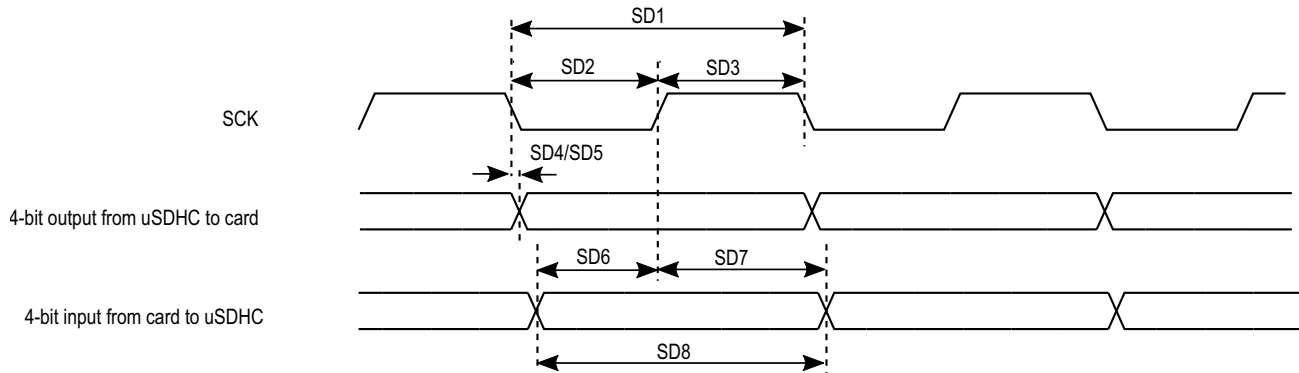 SD1
SD2
SD3
SCK
SD4/SD5
4-bit output from uSDHC to card
SD6
SD7
4-bit input from card to uSDHC
SD8